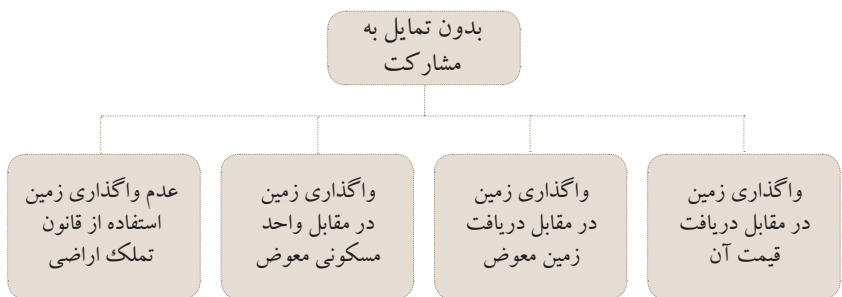 بدون تمایل به
مشارکت
واگذاری زمین
در مقابل دریافت
قیمت آن
واگذاری زمین
در مقابل دریافت
زمین معوض
واگذاری زمین
در مقابل واحد
مسکونی معوض
عدم واگذاری زمین
استفاده از قانون
تملک اراضی